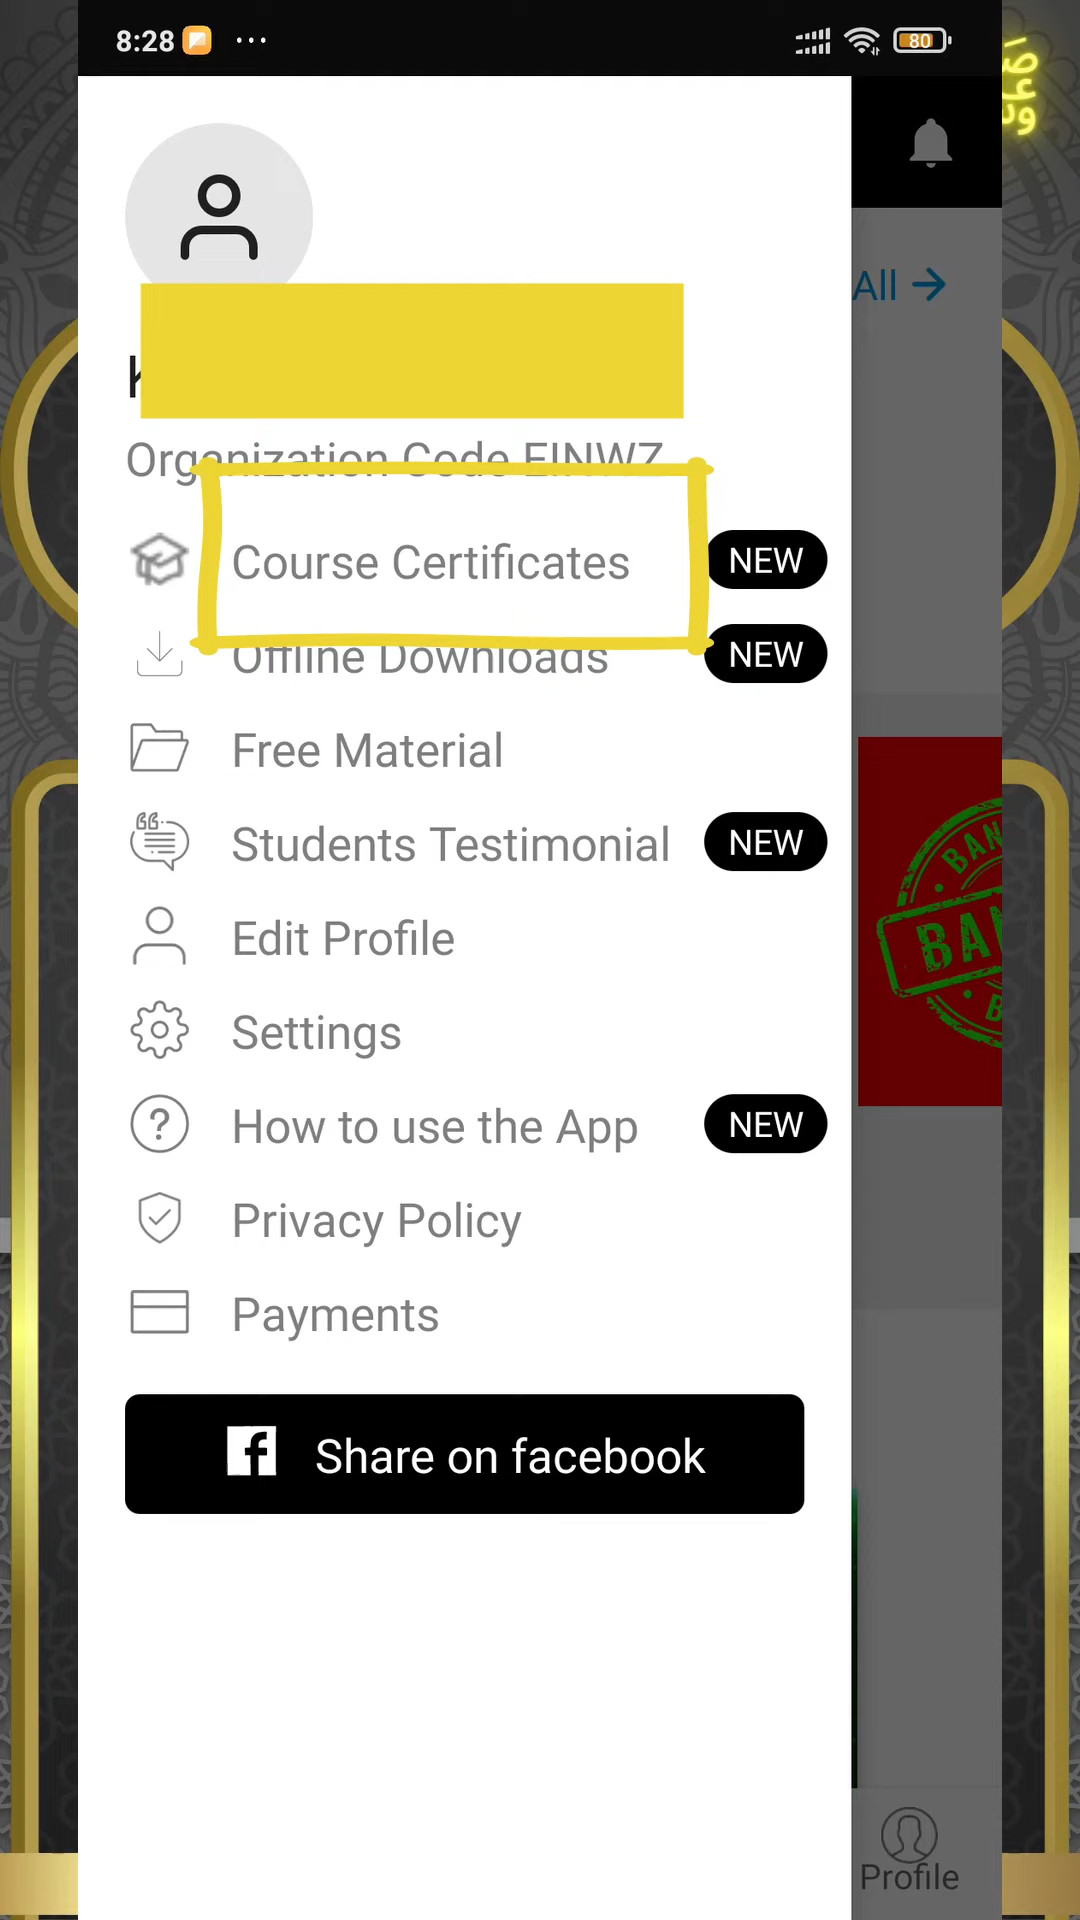 8:28
80
All
Organization Code EINWZ
Course Certificates NEW
Offline Downloads NEW
Free Material
Students Testimonial NEW
Edit Profile
Settings
How to use the App NEW
Privacy Policy
Payments
Share on facebook
Profile